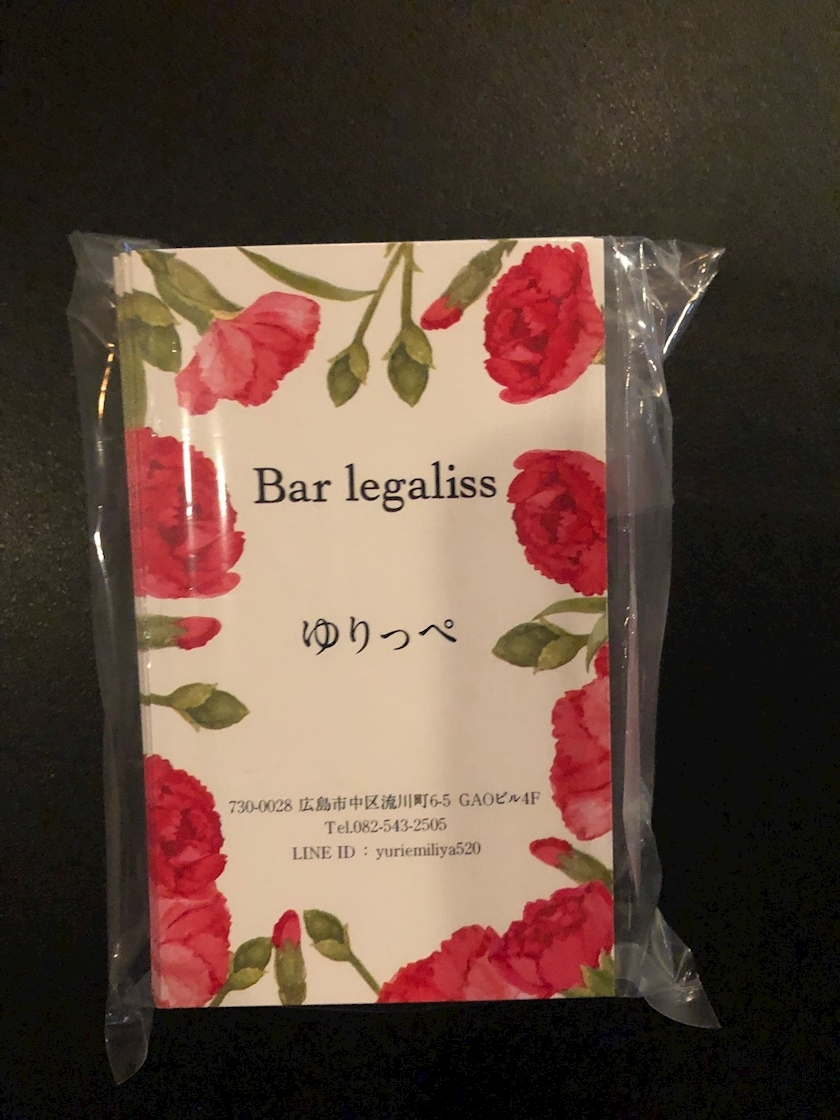 Bar legaliss
ゆりっぺ
730-0028 広島市中区流川町6-5 GAOビル4F
Tel.082-543-2505
LINE ID : yuriemiliya520